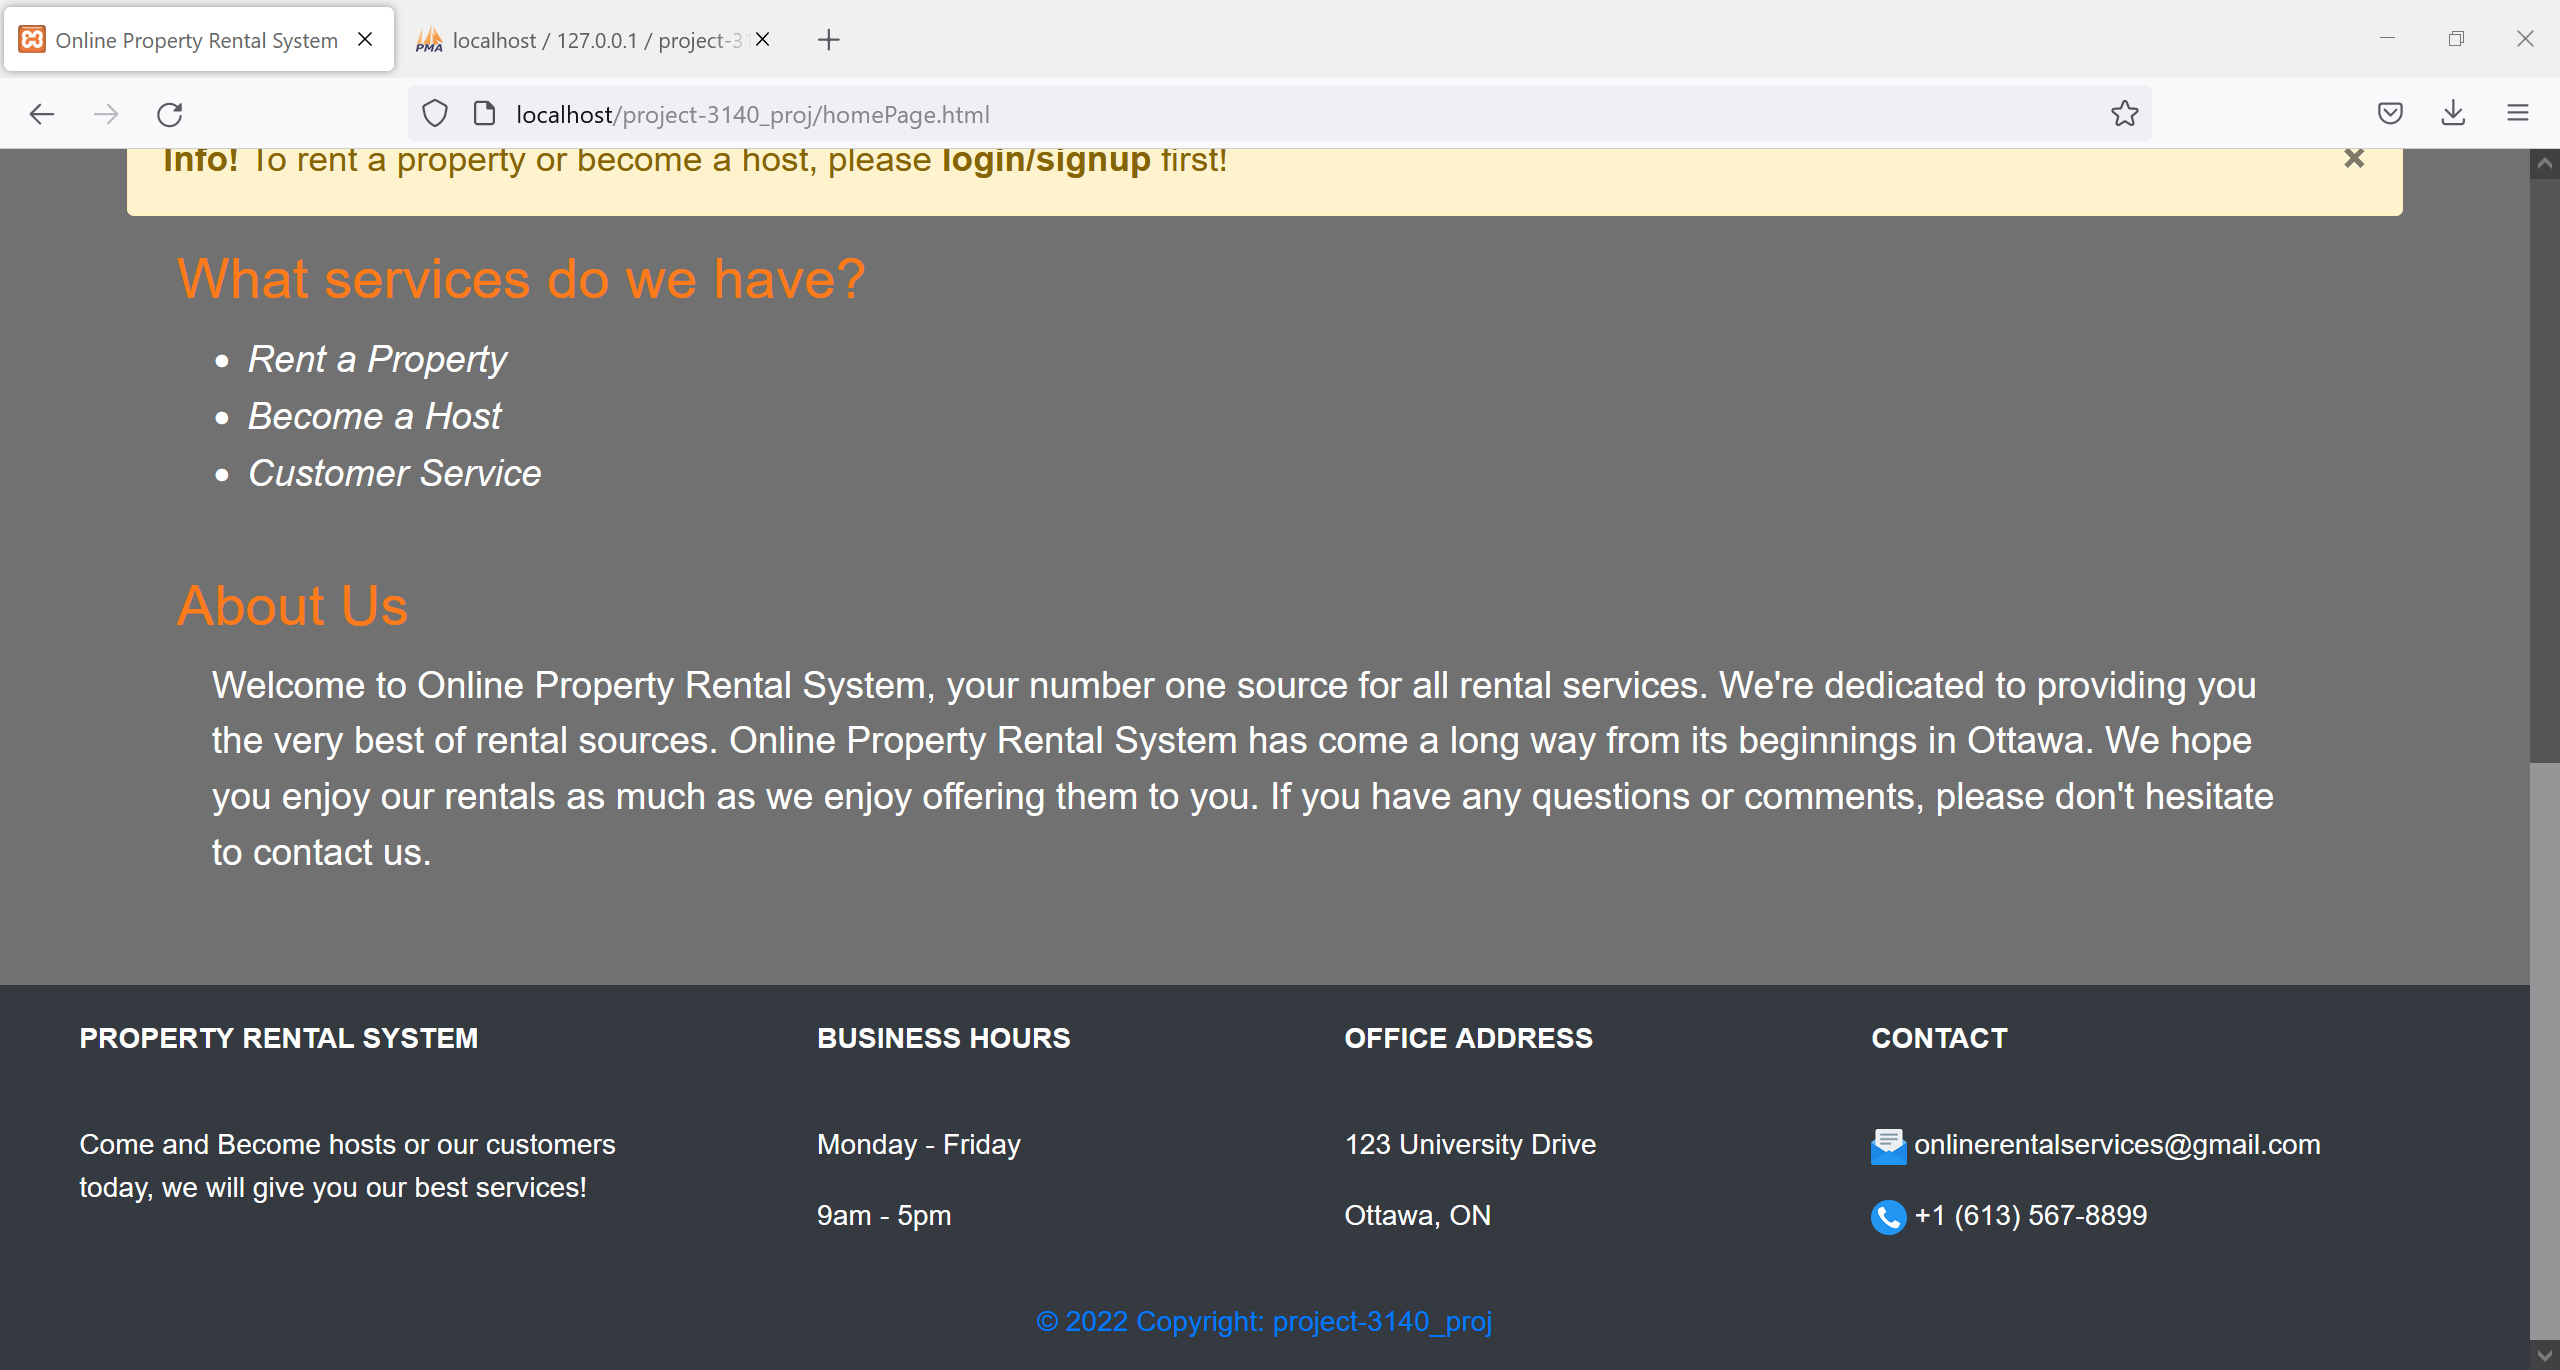 Online Property Rental System
PMA localhost / 127.0.0.1 / project-31
localhost/project-3140_proj/homePage.html
Info! To rent a property or become a host, please login/signup first!
What services do we have?
Rent a Property
Become a Host
Customer Service
About Us
Welcome to Online Property Rental System, your number one source for all rental services. We're dedicated to providing you
the very best of rental sources. Online Property Rental System has come a long way from its beginnings in Ottawa. We hope
you enjoy our rentals as much as we enjoy offering them to you. If you have any questions or comments, please don't hesitate
to contact us.
PROPERTY RENTAL SYSTEM
Come and Become hosts or our customers
today, we will give you our best services!
BUSINESS HOURS
Monday - Friday
9am - 5pm
OFFICE ADDRESS
123 University Drive
Ottawa, ON
CONTACT
onlinerentalservices@gmail.com
+1 (613) 567-8899
© 2022 Copyright: project-3140_proj